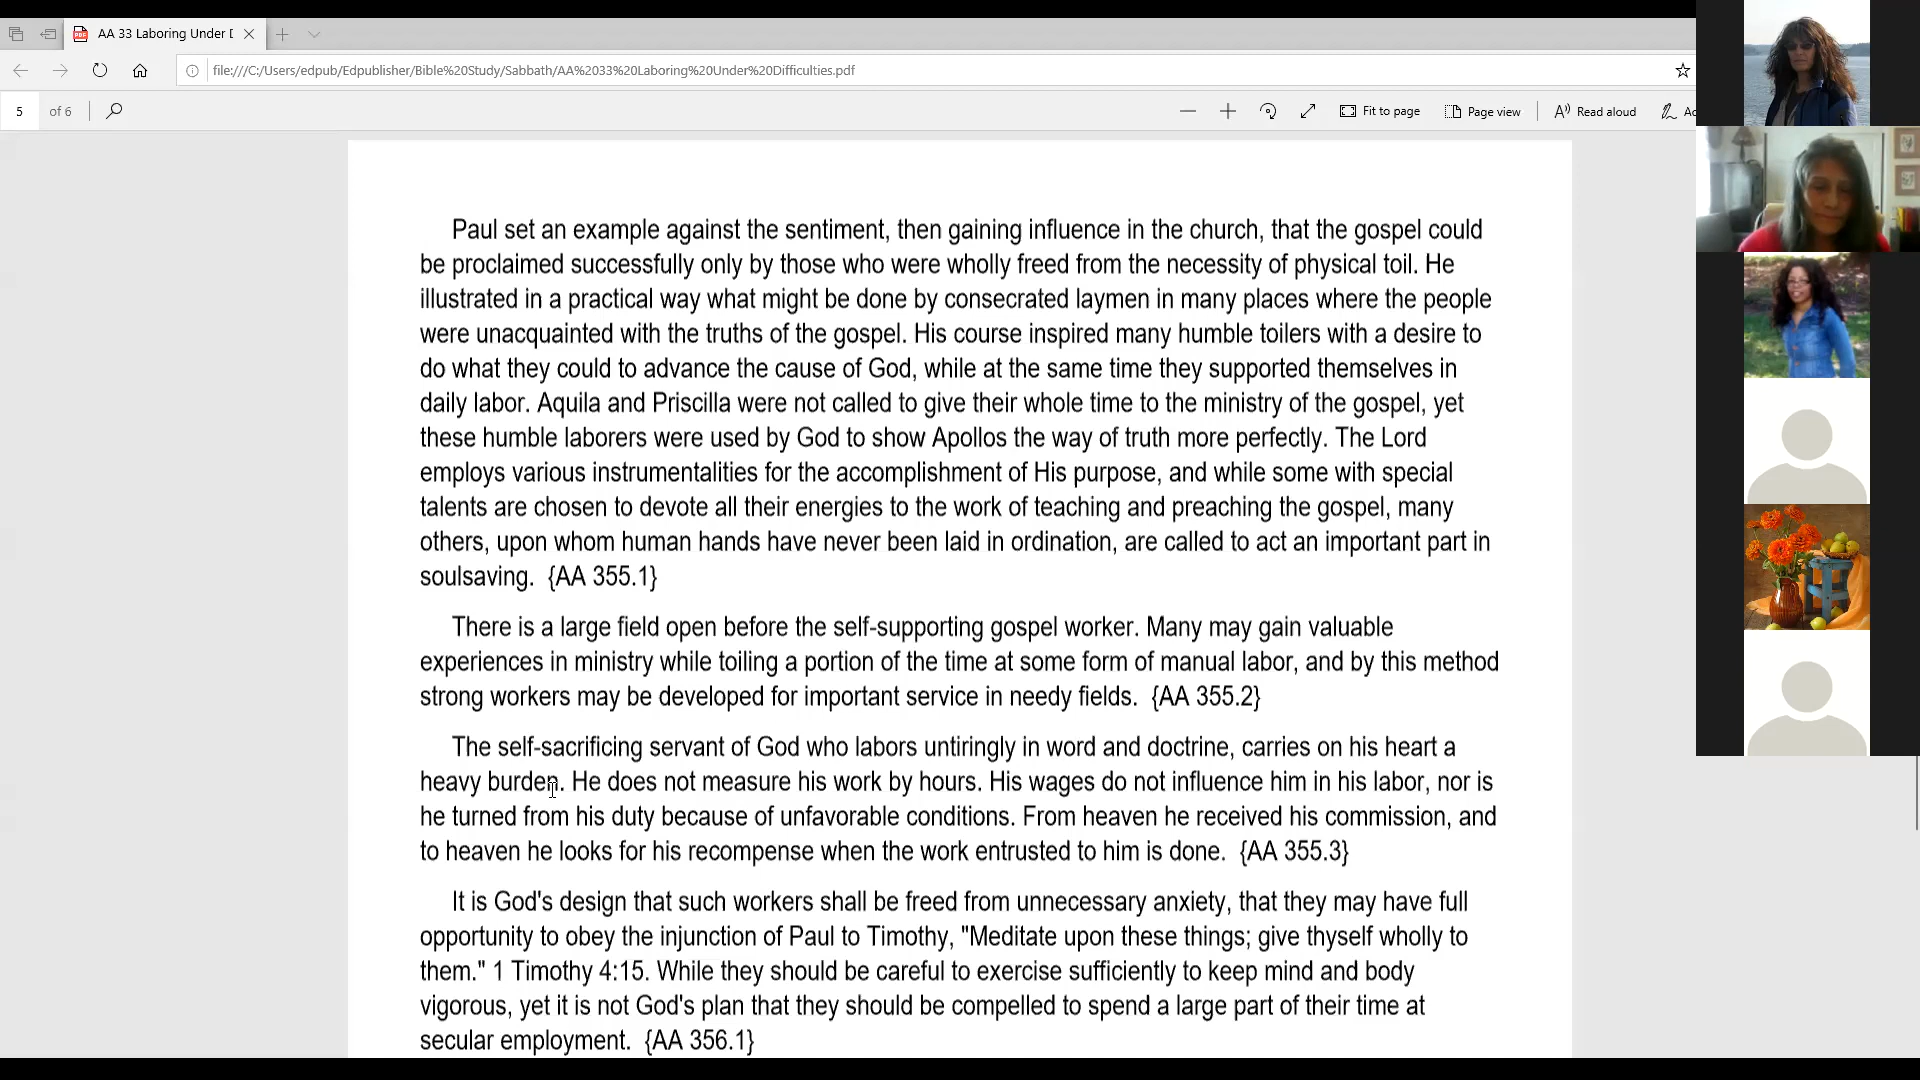 AA 33 Laboring Under D
file:///C:/Users/edpub/Edpublisher/Bible%20Study/Sabbath/AA%2033%20Laboring%20Under%20Difficulties.pdf
5 of 6 Fit to page Page view Read aloud
Paul set an example against the sentiment, then gaining influence in the church, that the gospel could
be proclaimed successfully only by those who were wholly freed from the necessity of physical toil. He
illustrated in a practical way what might be done by consecrated laymen in many places where the people
were unacquainted with the truths of the gospel. His course inspired many humble toilers with a desire to
do what they could to advance the cause of God, while at the same time they supported themselves in
daily labor. Aquila and Priscilla were not called to give their whole time to the ministry of the gospel, yet
these humble laborers were used by God to show Apollos the way of truth more perfectly. The Lord
employs various instrumentalities for the accomplishment of His purpose, and while some with special
talents are chosen to devote all their energies to the work of teaching and preaching the gospel, many
others, upon whom human hands have never been laid in ordination, are called to act an important part in
soulsaving. {AA 355.1}
There is a large field open before the self-supporting gospel worker. Many may gain valuable
experiences in ministry while toiling a portion of the time at some form of manual labor, and by this method
strong workers may be developed for important service in needy fields. {AA 355.2}
The self-sacrificing servant of God who labors untiringly in word and doctrine, carries on his heart a
heavy burden. He does not measure his work by hours. His wages do not influence him in his labor, nor is
he turned from his duty because of unfavorable conditions. From heaven he received his commission, and
to heaven he looks for his recompense when the work entrusted to him is done. {AA 355.3}
It is God's design that such workers shall be freed from unnecessary anxiety, that they may have full
opportunity to obey the injunction of Paul to Timothy, "Meditate upon these things; give thyself wholly to
them." 1 Timothy 4:15. While they should be careful to exercise sufficiently to keep mind and body
vigorous, yet it is not God's plan that they should be compelled to spend a large part of their time at
secular employment. {AA 356.1}